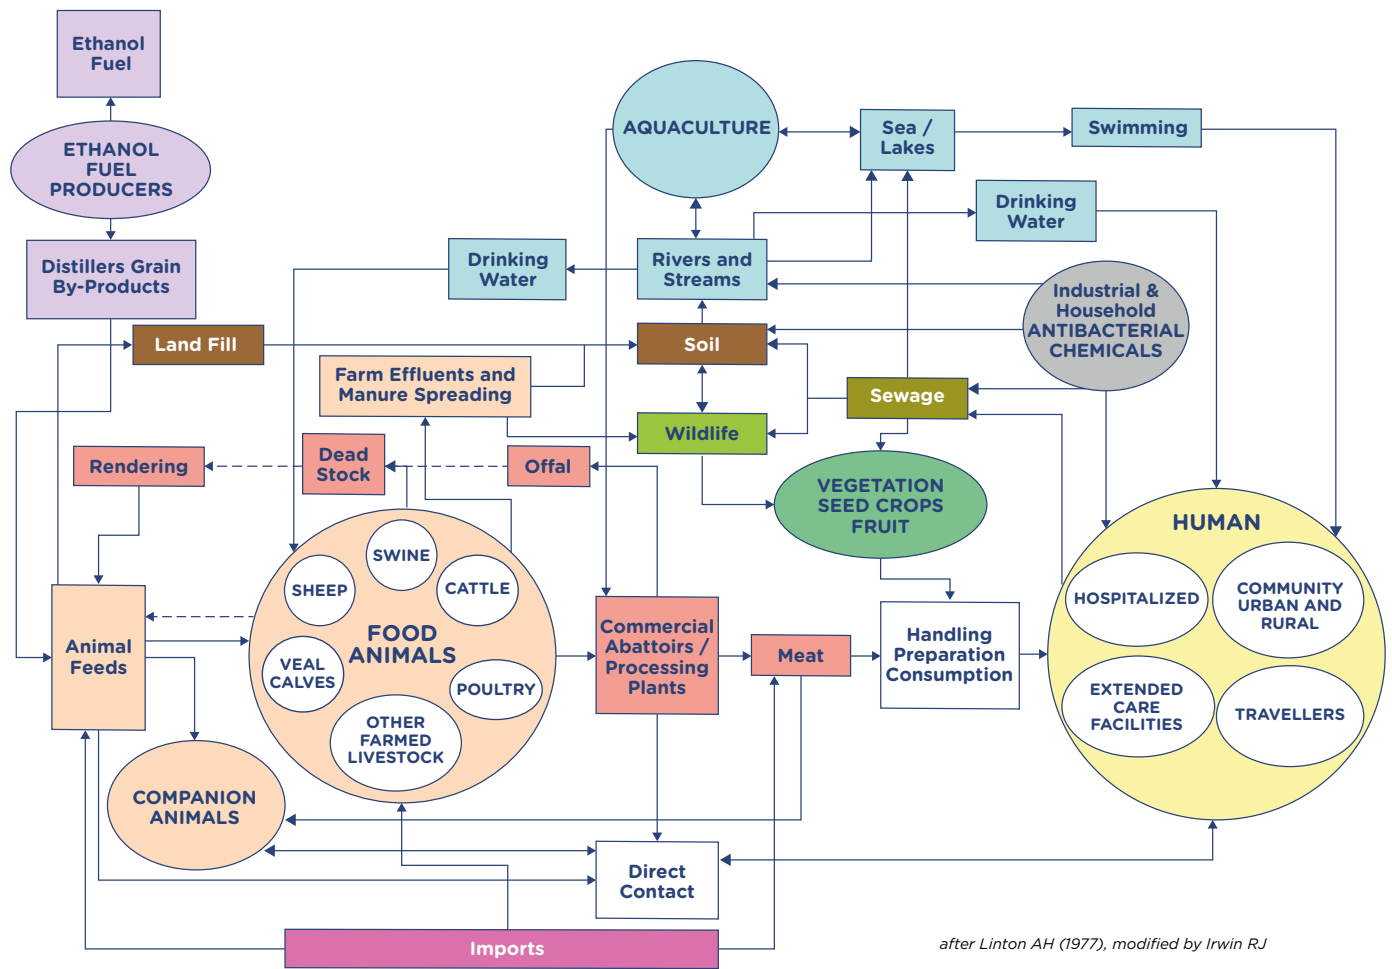 Ethanol
Fuel
ETHANOL
FUEL
PRODUCERS
Distillers Grain
By-Products
AQUACULTURE
Sea /
Lakes
Swimming
Drinking
Water
Drinking
Water
Rivers and
Streams
Industrial &
Household
ANTIBACTERIAL
CHEMICALS
Land Fill
Soil
Farm Effluents and
Manure Spreading
Sewage
Wildlife
Rendering
Dead
Stock
Offal
VEGETATION
SEED CROPS
FRUIT
HUMAN
HOSPITALIZED
COMMUNITY
URBAN AND
RURAL
EXTENDED
CARE
FACILITIES
TRAVELLERS
SWINE
SHEEP
CATTLE
FOOD
ANIMALS
VEAL
CALVES
POULTRY
OTHER
FARMED
LIVESTOCK
Animal
Feeds
Commercial
Abattoirs /
Processing
Plants
Meat
Handling
Preparation
Consumption
COMPANION
ANIMALS
Direct
Contact
Imports
after Linton AH (1977), modified by Irwin RJ